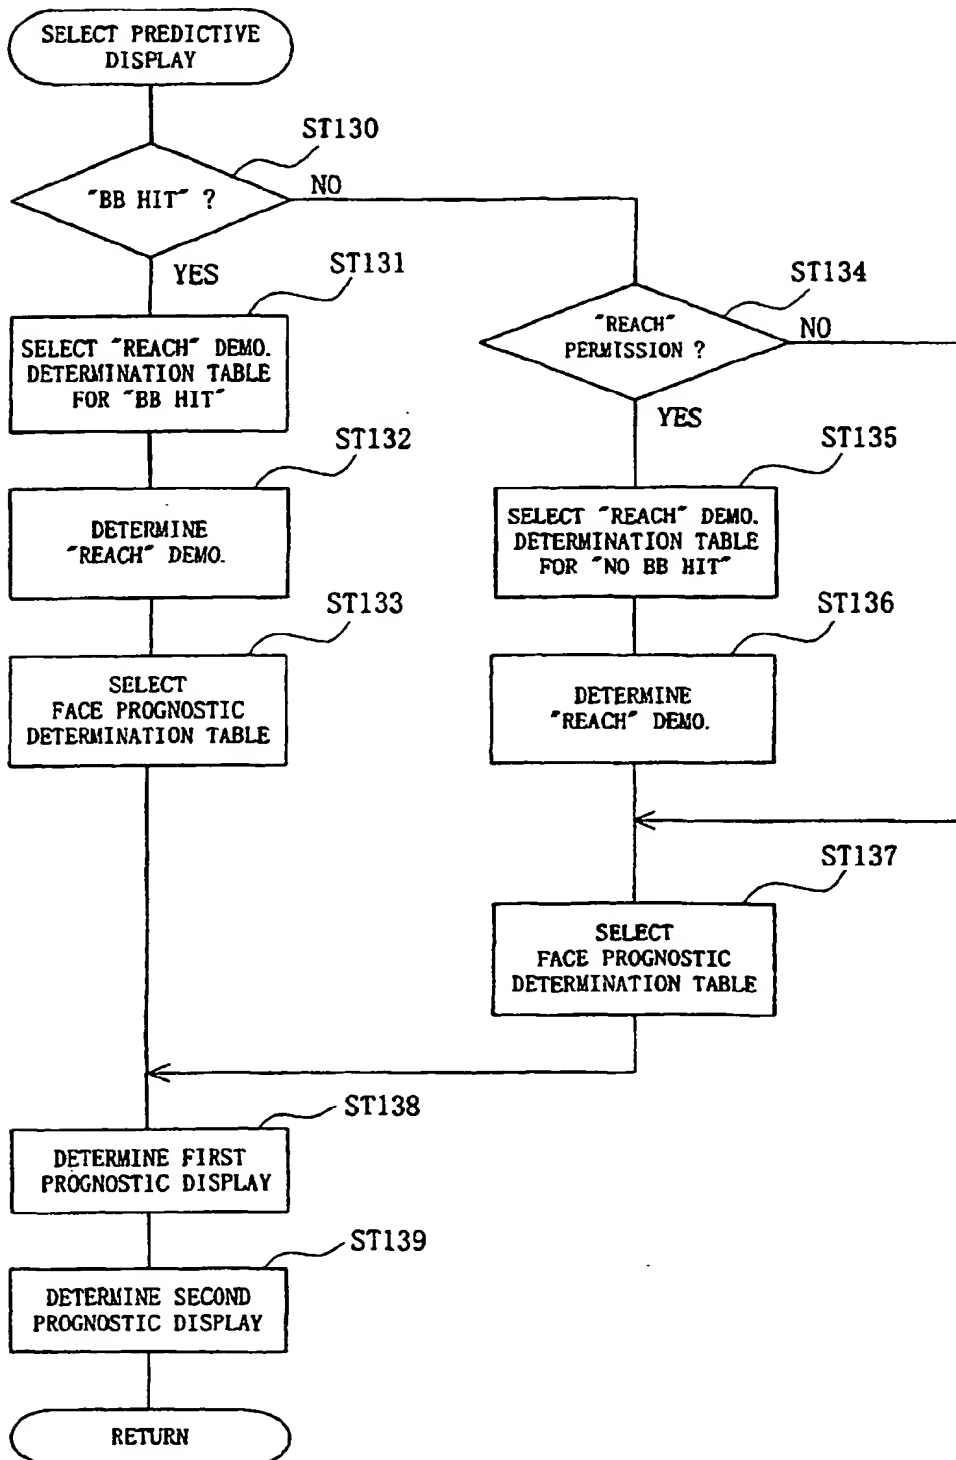 SELECT PREDICTIVE
DISPLAY
ST130
"BB HIT" ?
NO
YES
ST131
SELECT "REACH" DEMO.
DETERMINATION TABLE
FOR "BB HIT"
ST132
DETERMINE
"REACH" DEMO.
ST133
SELECT
FACE PROGNOSTIC
DETERMINATION TABLE
ST134
"REACH"
PERMISSION ?
NO
YES
ST135
SELECT "REACH" DEMO.
DETERMINATION TABLE
FOR "NO BB HIT"
ST136
DETERMINE
"REACH" DEMO.
ST137
SELECT
FACE PROGNOSTIC
DETERMINATION TABLE
ST138
DETERMINE FIRST
PROGNOSTIC DISPLAY
ST139
DETERMINE SECOND
PROGNOSTIC DISPLAY
RETURN